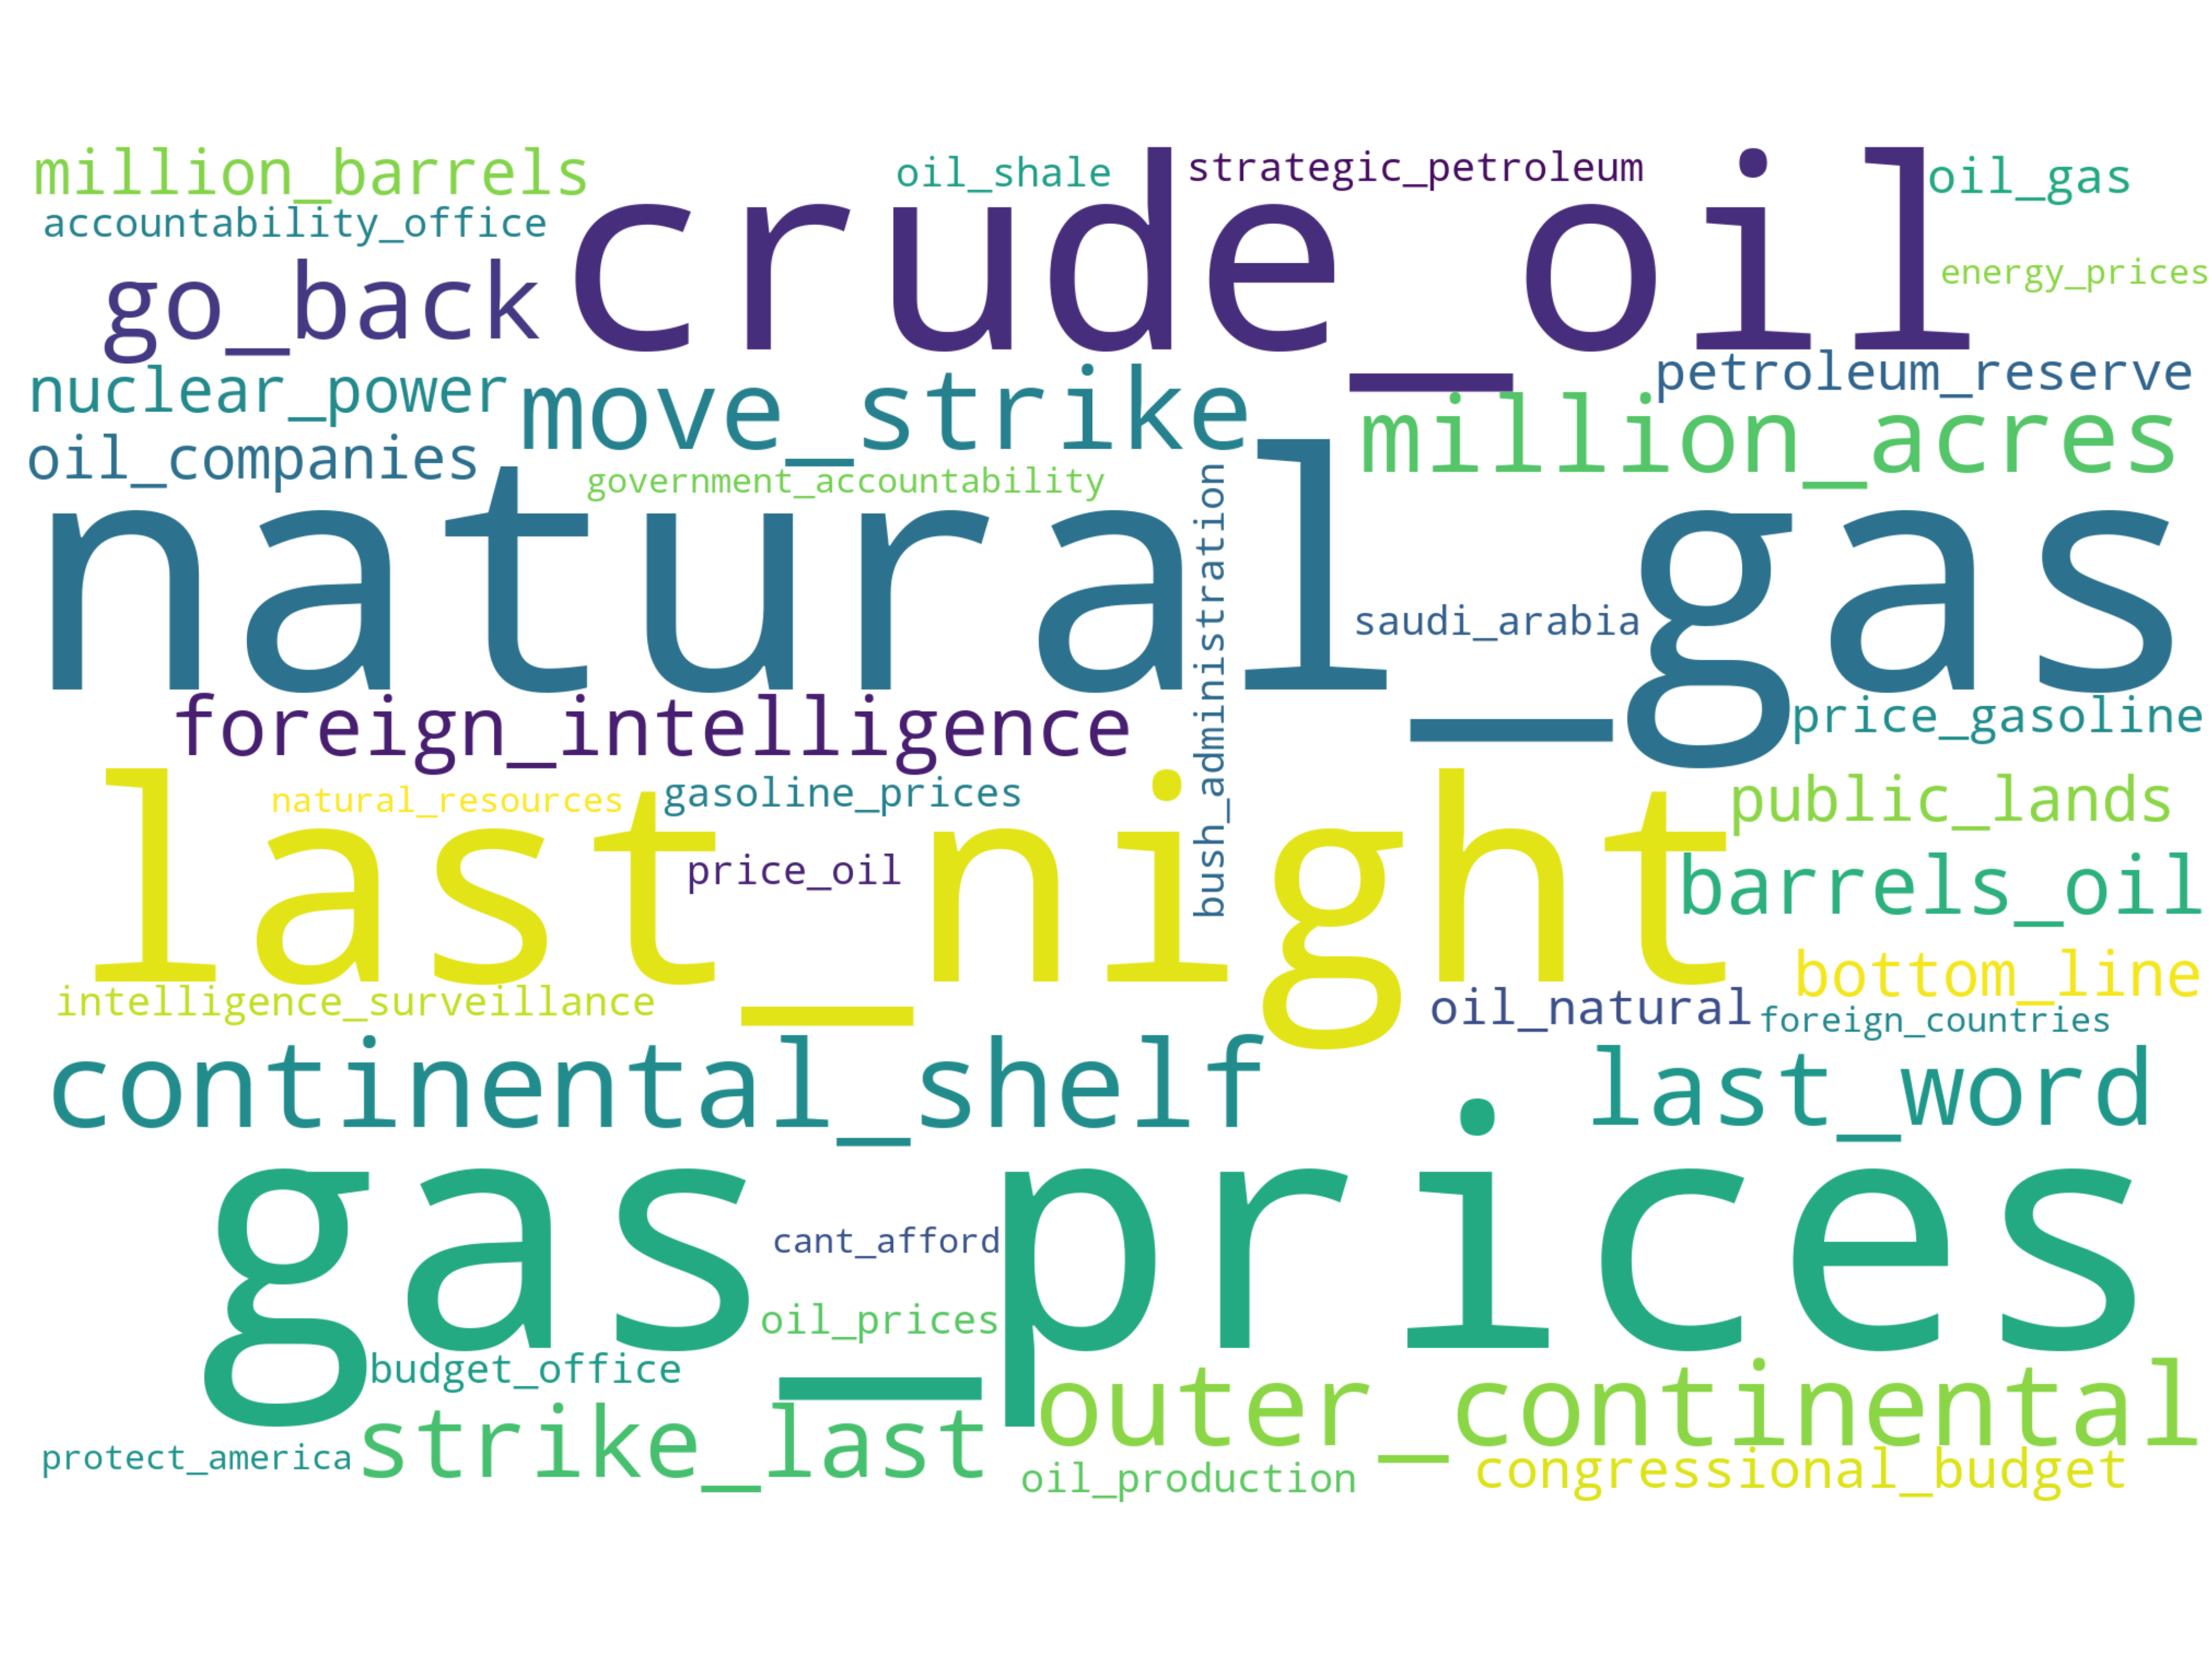 million_barrels
oil_shale
strategic_petroleum
oil_gas
accountability_office
crude_oil
energy_prices
go_back
nuclear_power
move_strike
petroleum_reserve
million_acres
oil_companies
government_accountability
natural_gas
bush_administration
saudi_arabia
foreign_intelligence
price_gasoline
natural_resources
gasoline_prices
public_lands
last_night
price_oil
barrels_oil
bottom_line
intelligence_surveillance
oil_natural
foreign_countries
continental_shelf
last_word
gas_prices
cant_afford
oil_prices
budget_office
outer_continental
strike_last
protect_america
oil_production
congressional_budget